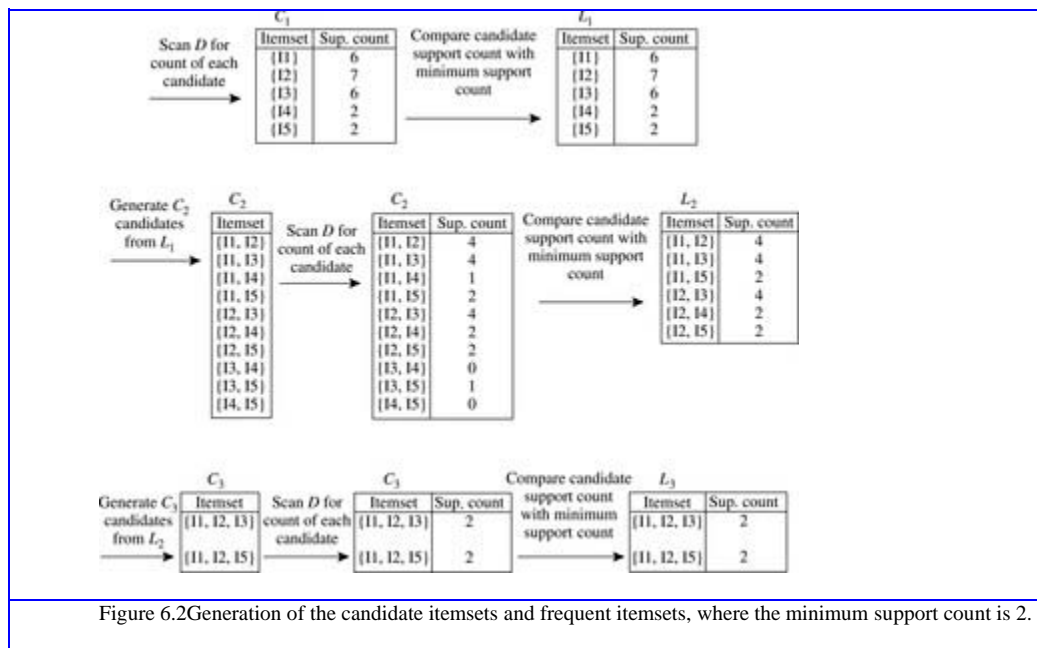 C1
L1
Scan D for
count of each
candidate
Itemset Sup. count
{I1} 6
{I2} 7
{I3} 6
{I4} 2
{I5} 2
Compare candidate
support count with
minimum support
count
Itemset Sup. count
{I1} 6
{I2} 7
{I3} 6
{I4} 2
{I5} 2
Generate C2
candidates
from L1
C2
Itemset
{I1, I2}
{I1, I3}
{I1, I4}
{I1, I5}
{I2, I3}
{I2, I4}
{I2, I5}
{I3, I4}
{I3, I5}
{I4, I5}
Scan D for
count of each
candidate
C2
Itemset Sup. count
{I1, I2} 4
{I1, I3} 4
{I1, I4} 1
{I1, I5} 2
{I2, I3} 4
{I2, I4} 2
{I2, I5} 2
{I3, I4} 0
{I3, I5} 1
{I4, I5} 0
Compare candidate
support count with
minimum support
count
L2
Itemset Sup. count
{I1, I2} 4
{I1, I3} 4
{I1, I5} 2
{I2, I3} 4
{I2, I4} 2
{I2, I5} 2
Generate C3
candidates
from L2
C3
Itemset
{I1, I2, I3}
{I1, I2, I5}
Scan D for
count of each
candidate
C3
Itemset Sup. count
{I1, I2, I3} 2
{I1, I2, I5} 2
Compare candidate
support count
with minimum
support count
L3
Itemset Sup. count
{I1, I2, I3} 2
{I1, I2, I5} 2
Figure 6.2Generation of the candidate itemsets and frequent itemsets, where the minimum support count is 2.